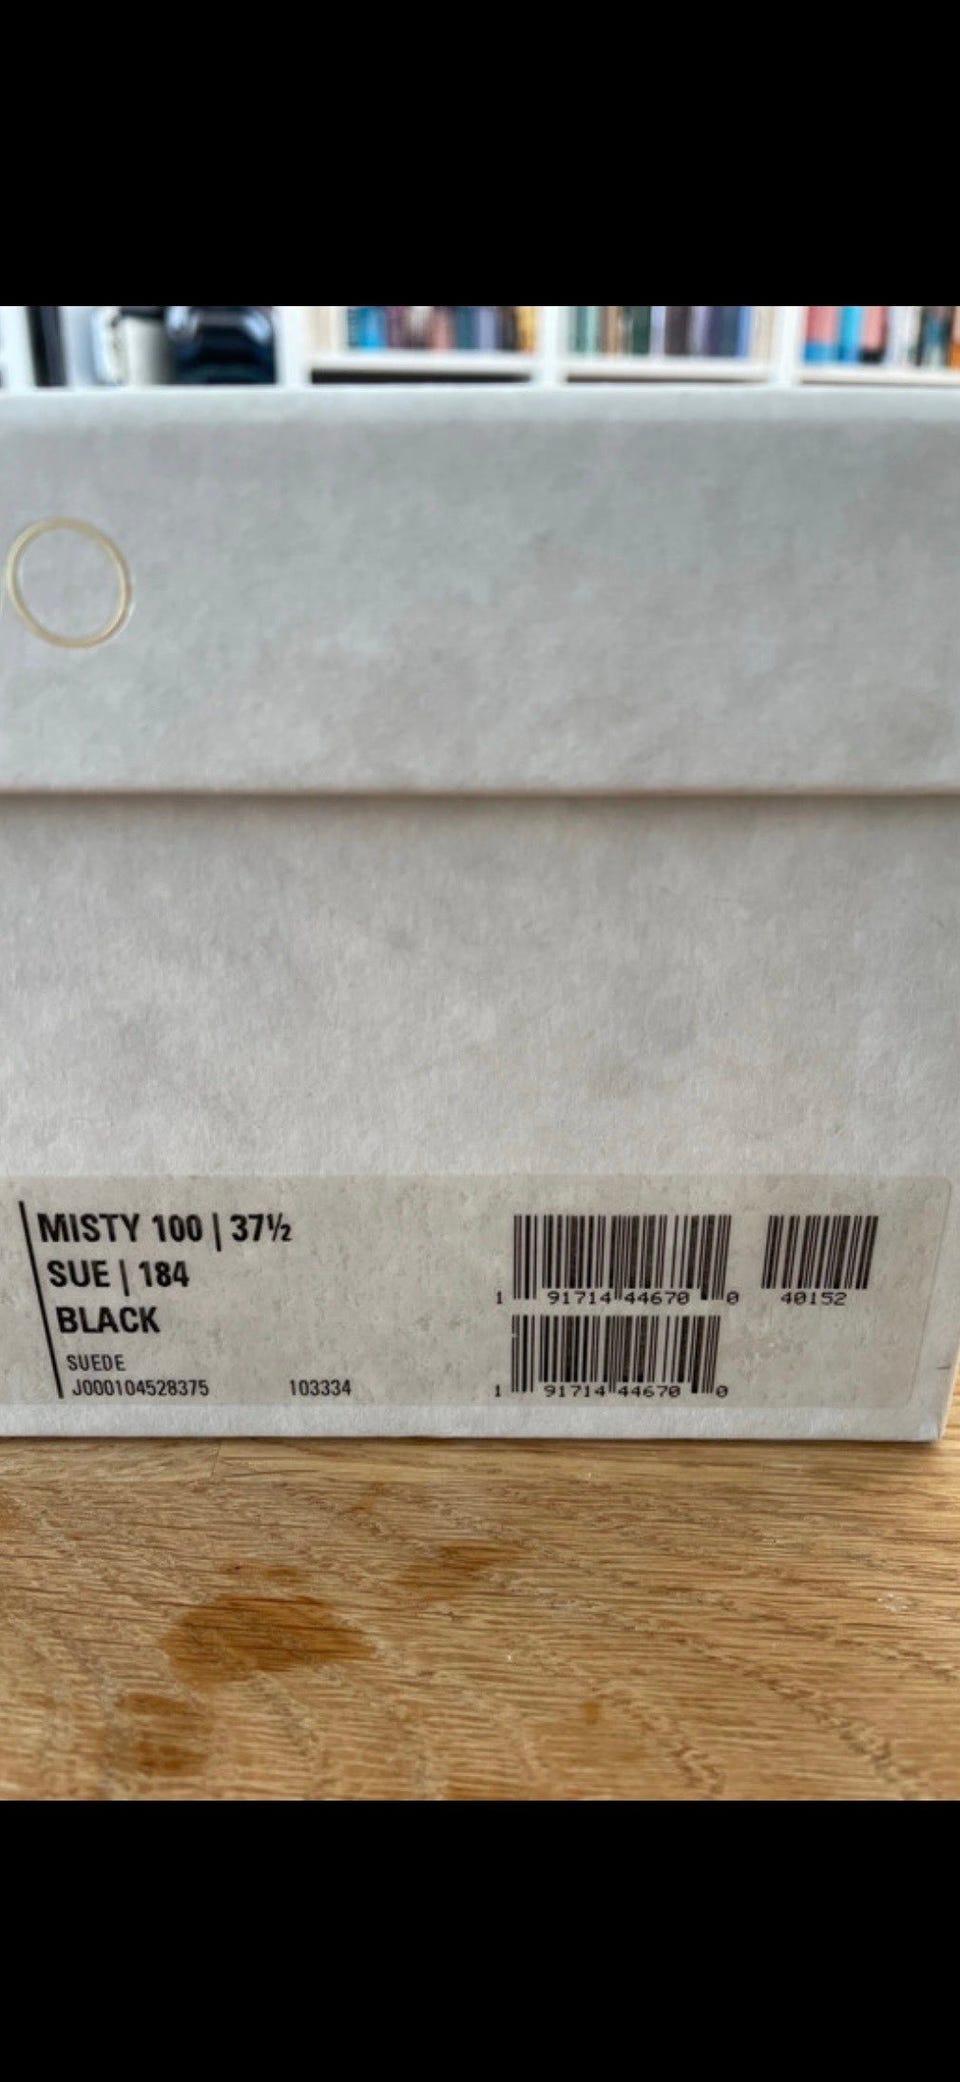 MISTY 100 | 37½
SUE | 184
BLACK
SUEDE
J000104528375 103334
1 91714 44670 0 40152
1 91714 44670 0